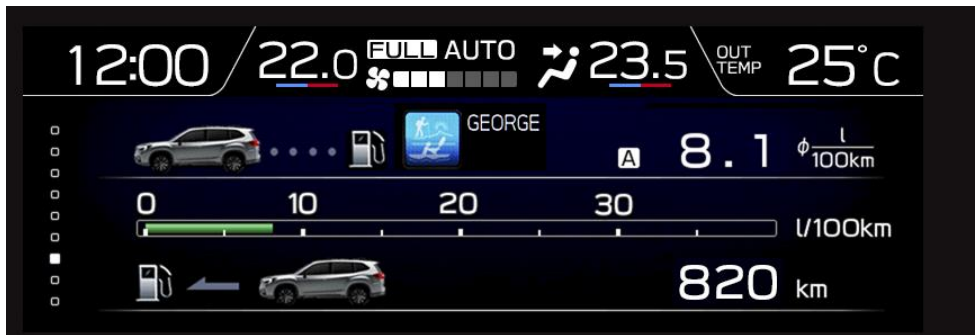 12:00 22.0 FULL AUTO 23.5 OUT TEMP 25°C
GEORGE
A 8.1 ϕ l/100km
0 10 20 30
l/100km
820 km